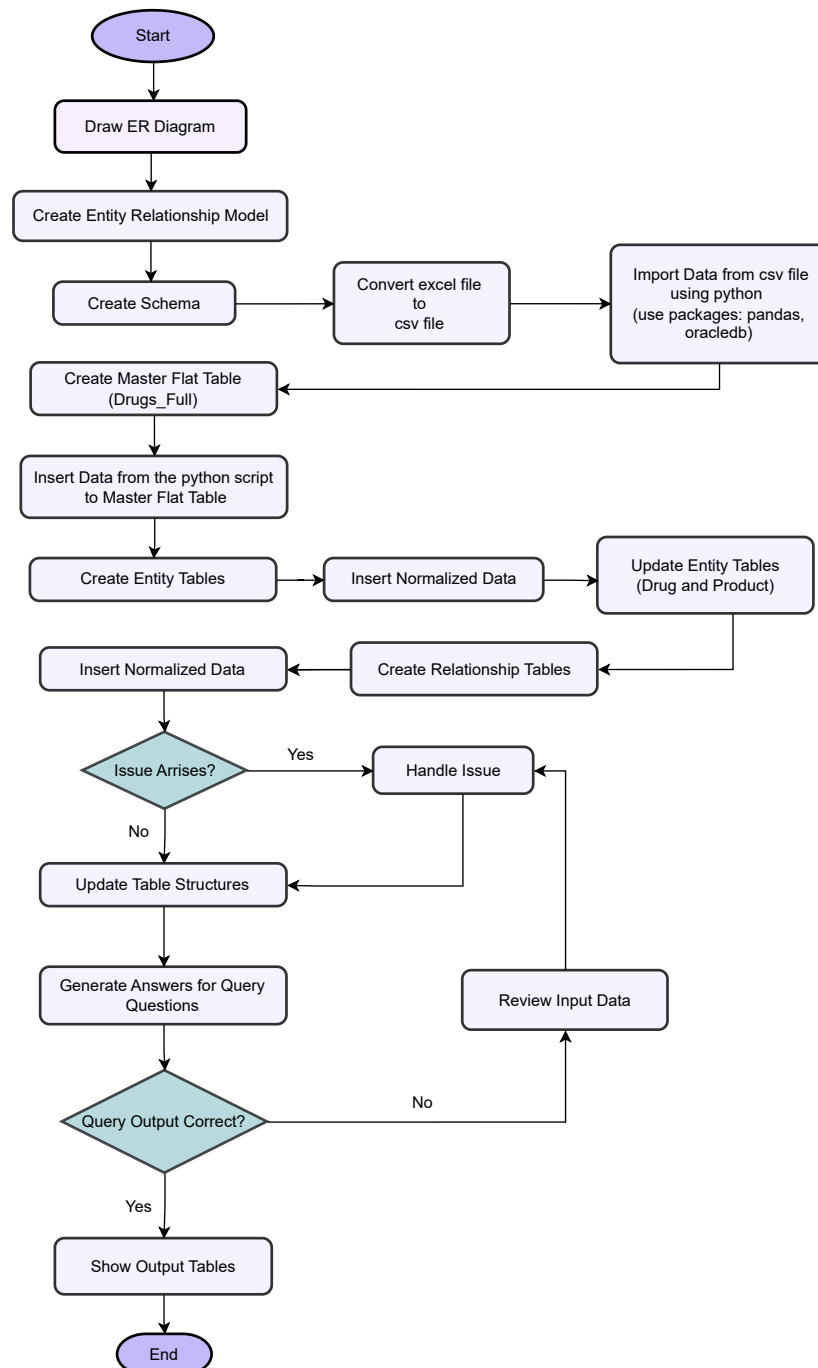 Start
Draw ER Diagram
Create Entity Relationship Model
Create Schema
Convert excel file
to
csv file
Import Data from csv file
using python
(use packages: pandas,
oracledb)
Create Master Flat Table
(Drugs_Full)
Insert Data from the python script
to Master Flat Table
Create Entity Tables
Insert Normalized Data
Update Entity Tables
(Drug and Product)
Create Relationship Tables
Insert Normalized Data
Issue Arrises?
Yes
Handle Issue
No
Update Table Structures
Generate Answers for Query
Questions
Review Input Data
Query Output Correct?
No
Yes
Show Output Tables
End